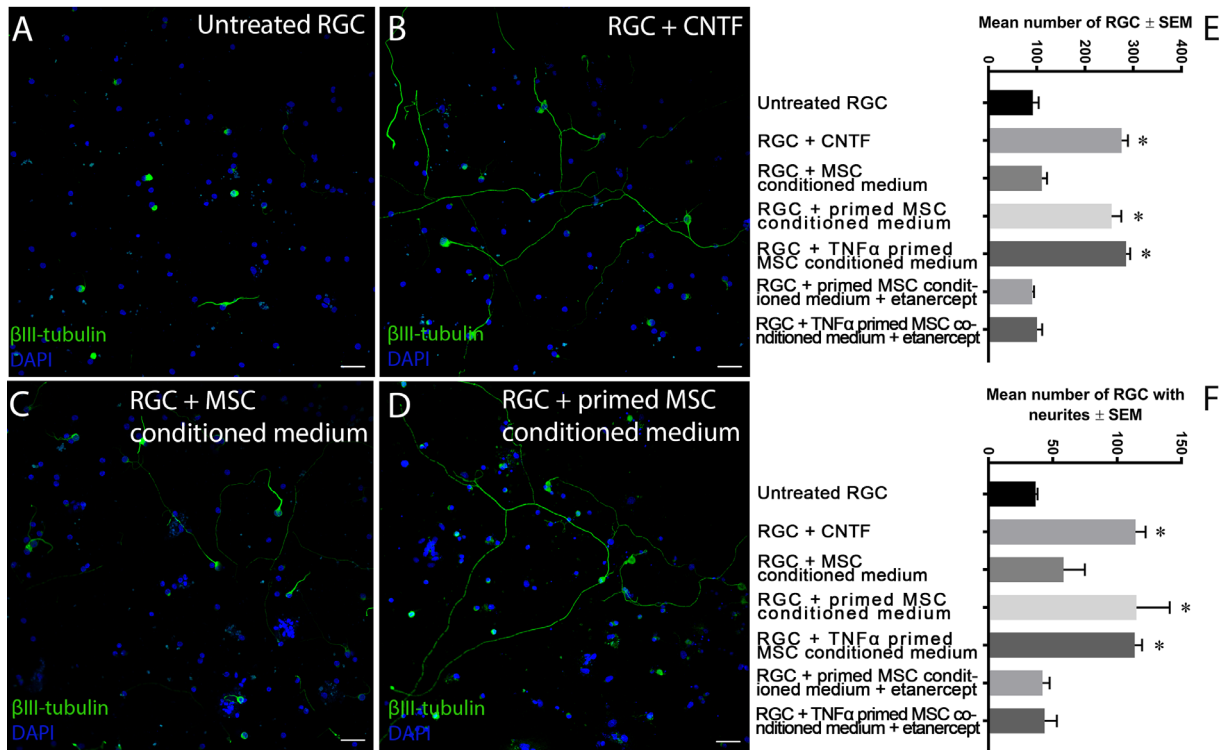 A
Untreated RGC
βIII-tubulin
DAPI
B
RGC + CNTF
βIII-tubulin
DAPI
C
RGC + MSC
conditioned medium
βIII-tubulin
DAPI
D
RGC + primed MSC
conditioned medium
βIII-tubulin
DAPI
E
Mean number of RGC ± SEM
0 100 200 300 400
Untreated RGC
RGC + CNTF
RGC + MSC
conditioned medium
RGC + primed MSC
conditioned medium
RGC + TNFα primed
MSC conditioned medium
RGC + primed MSC condit-
ioned medium + etanercept
RGC + TNFα primed MSC co-
nditioned medium + etanercept
* * *
F
Mean number of RGC with
neurites ± SEM
0 50 100 150
Untreated RGC
RGC + CNTF
RGC + MSC
conditioned medium
RGC + primed MSC
conditioned medium
RGC + TNFα primed
MSC conditioned medium
RGC + primed MSC condit-
ioned medium + etanercept
RGC + TNFα primed MSC co-
nditioned medium + etanercept
* * *